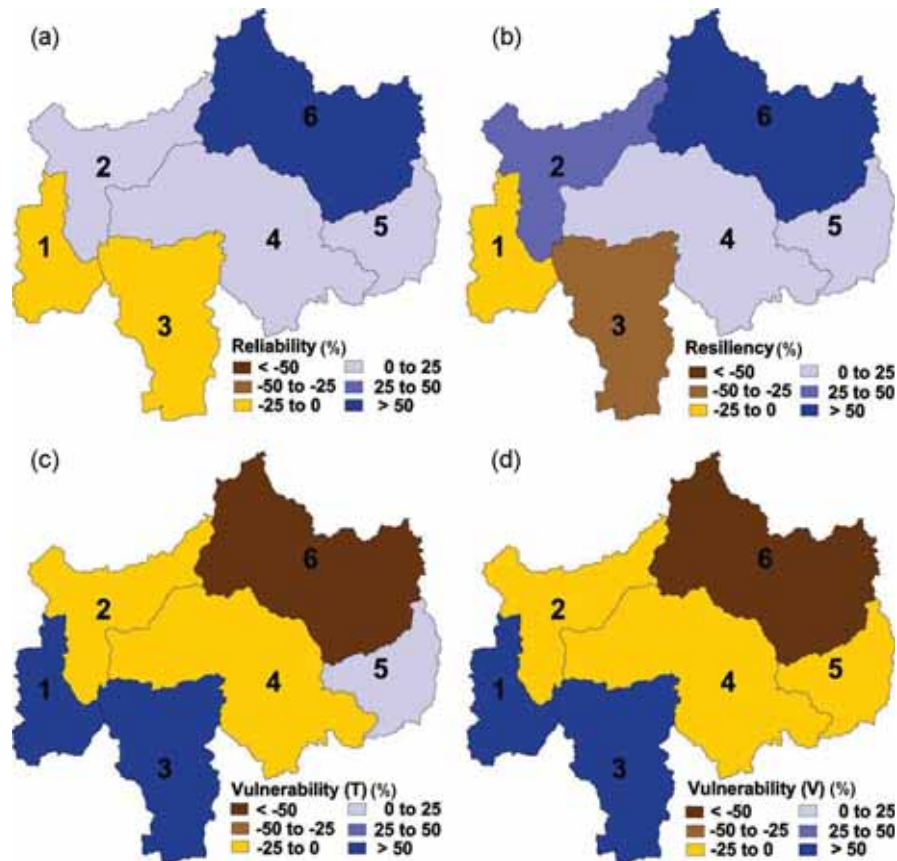 (a)
6
2
5
1
4
3
Reliability (%)
< -50 0 to 25
-50 to -25 25 to 50
-25 to 0 > 50
(b)
6
2
5
1
4
3
Resiliency (%)
< -50 0 to 25
-50 to -25 25 to 50
-25 to 0 > 50
(c)
6
2
5
1
4
3
Vulnerability (T) (%)
< -50 0 to 25
-50 to -25 25 to 50
-25 to 0 > 50
(d)
6
2
5
1
4
3
Vulnerability (V) (%)
< -50 0 to 25
-50 to -25 25 to 50
-25 to 0 > 50